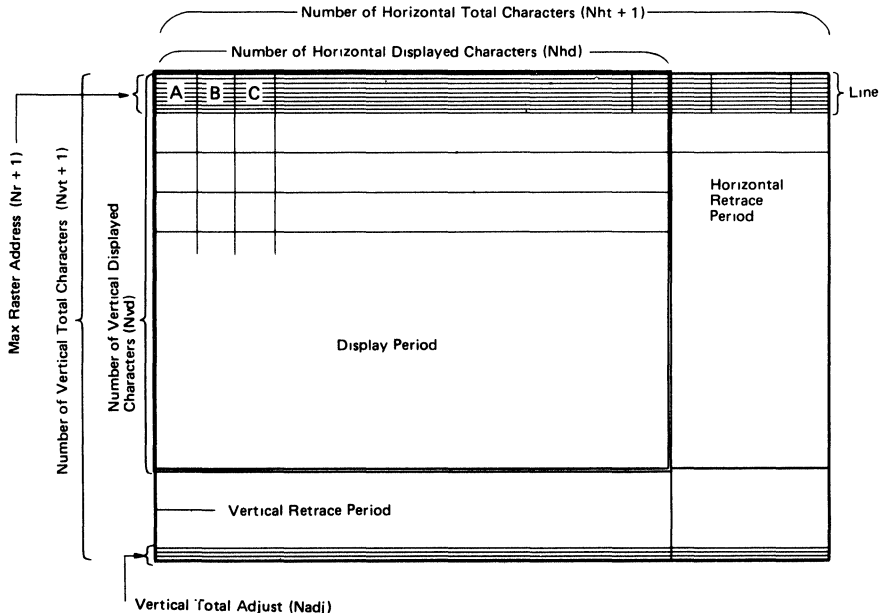 Number of Horizontal Total Characters (Nht + 1)
Number of Horizontal Displayed Characters (Nhd)
A B C
Line
Max Raster Address (Nr + 1)
Number of Vertical Total Characters (Nvt + 1)
Number of Vertical Displayed
Characters (Nvd)
Horizontal
Retrace
Period
Display Period
Vertical Retrace Period
Vertical Total Adjust (Nadj)